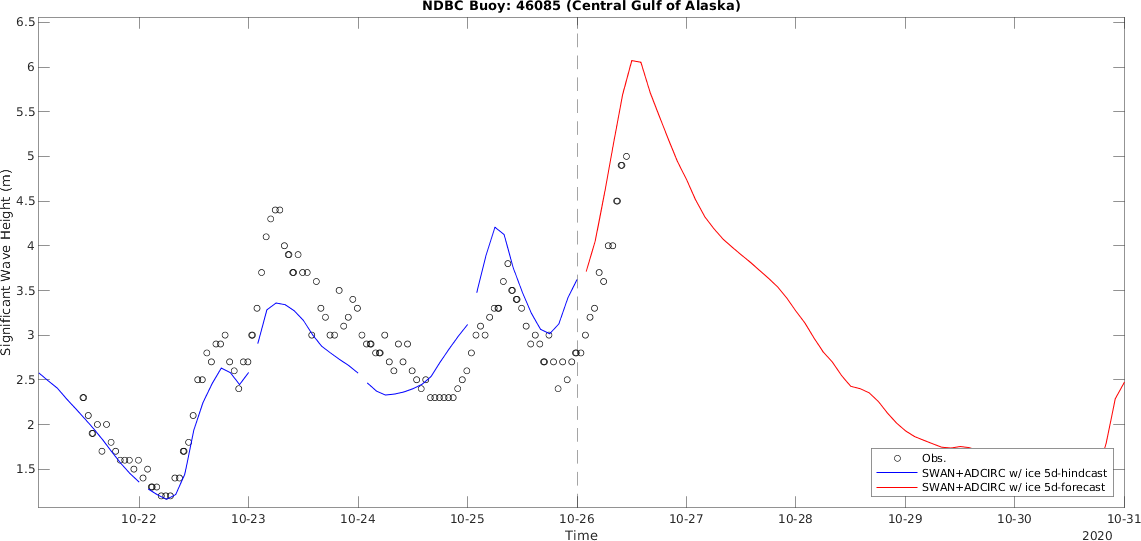 NDBC Buoy: 46085 (Central Gulf of Alaska)
6.5
6
5.5
5
4.5
4
3.5
3
2.5
2
1.5
Significant Wave Height (m)
Obs.
SWAN+ADCIRC w/ ice 5d-hindcast
SWAN+ADCIRC w/ ice 5d-forecast
10-22 10-23 10-24 10-25 10-26 10-27 10-28 10-29 10-30 10-31
Time
2020